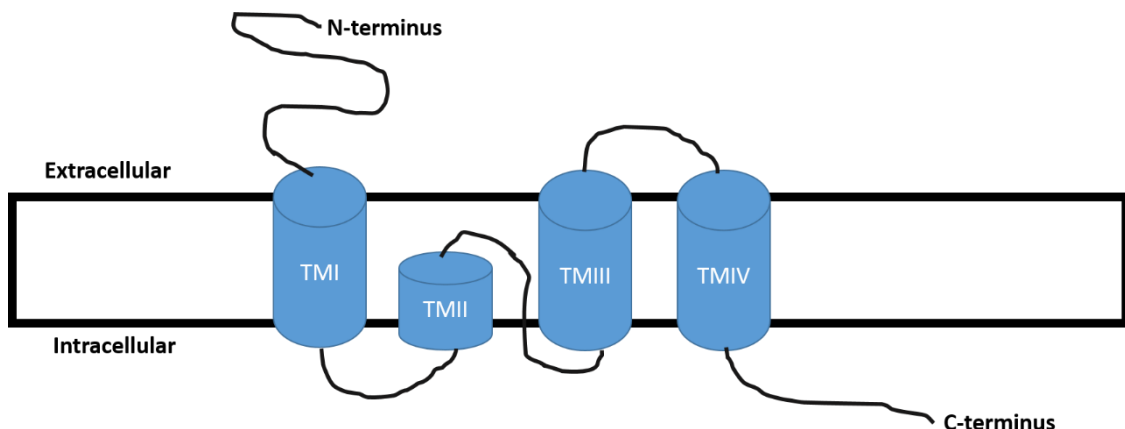 N-terminus
Extracellular
TMI
TMII
TMIII
TMIV
Intracellular
C-terminus